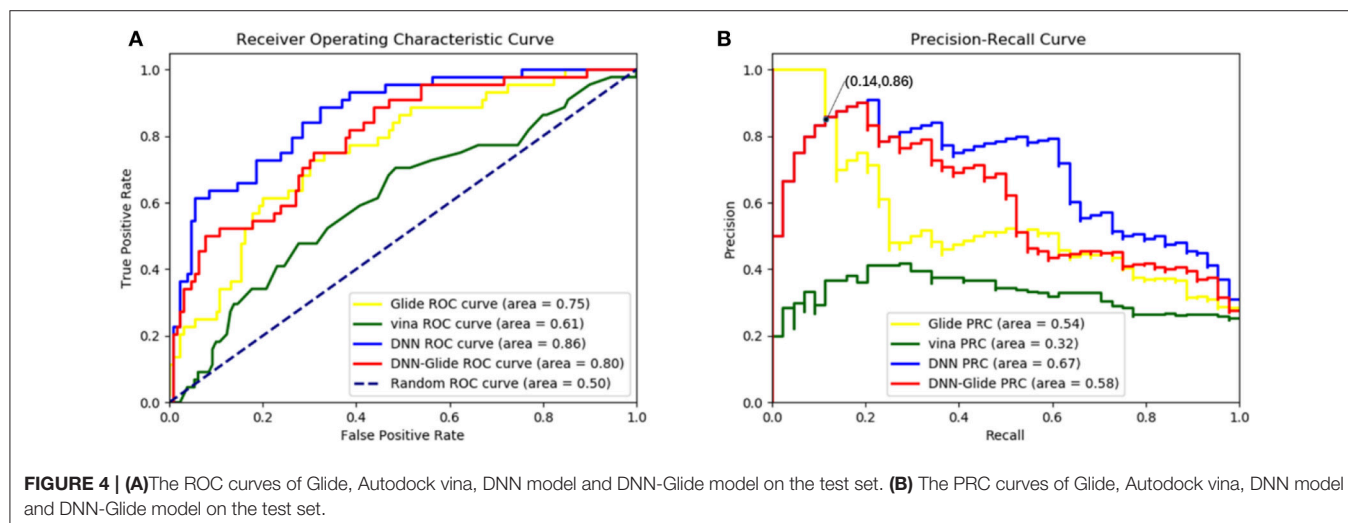 A
Receiver Operating Characteristic Curve
True Positive Rate
1.0
0.8
0.6
0.4
0.2
0.0
Glide ROC curve (area = 0.75)
vina ROC curve (area = 0.61)
DNN ROC curve (area = 0.86)
DNN-Glide ROC curve (area = 0.80)
Random ROC curve (area = 0.50)
0.0 0.2 0.4 0.6 0.8 1.0
False Positive Rate
B
Precision-Recall Curve
Precision
1.0
0.8
0.6
0.4
0.2
0.0
(0.14,0.86)
Glide PRC (area = 0.54)
vina PRC (area = 0.32)
DNN PRC (area = 0.67)
DNN-Glide PRC (area = 0.58)
0.0 0.2 0.4 0.6 0.8 1.0
Recall
FIGURE 4 | (A)The ROC curves of Glide, Autodock vina, DNN model and DNN-Glide model on the test set. (B) The PRC curves of Glide, Autodock vina, DNN model
and DNN-Glide model on the test set.